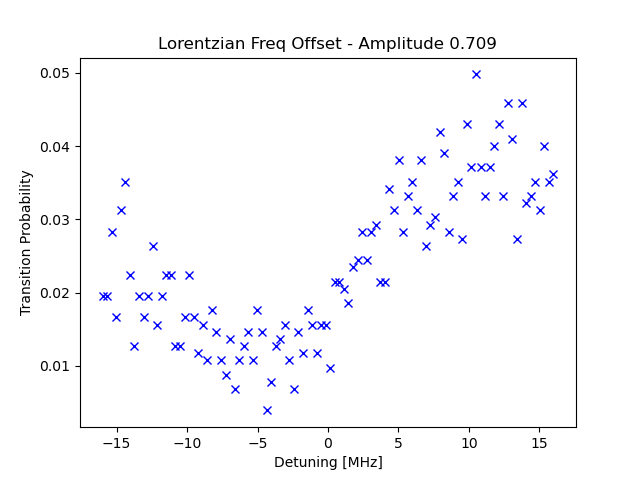 Lorentzian Freq Offset - Amplitude 0.709
0.05
0.04
0.03
0.02
0.01
Transition Probability
−15 −10 −5 0 5 10 15
Detuning [MHz]